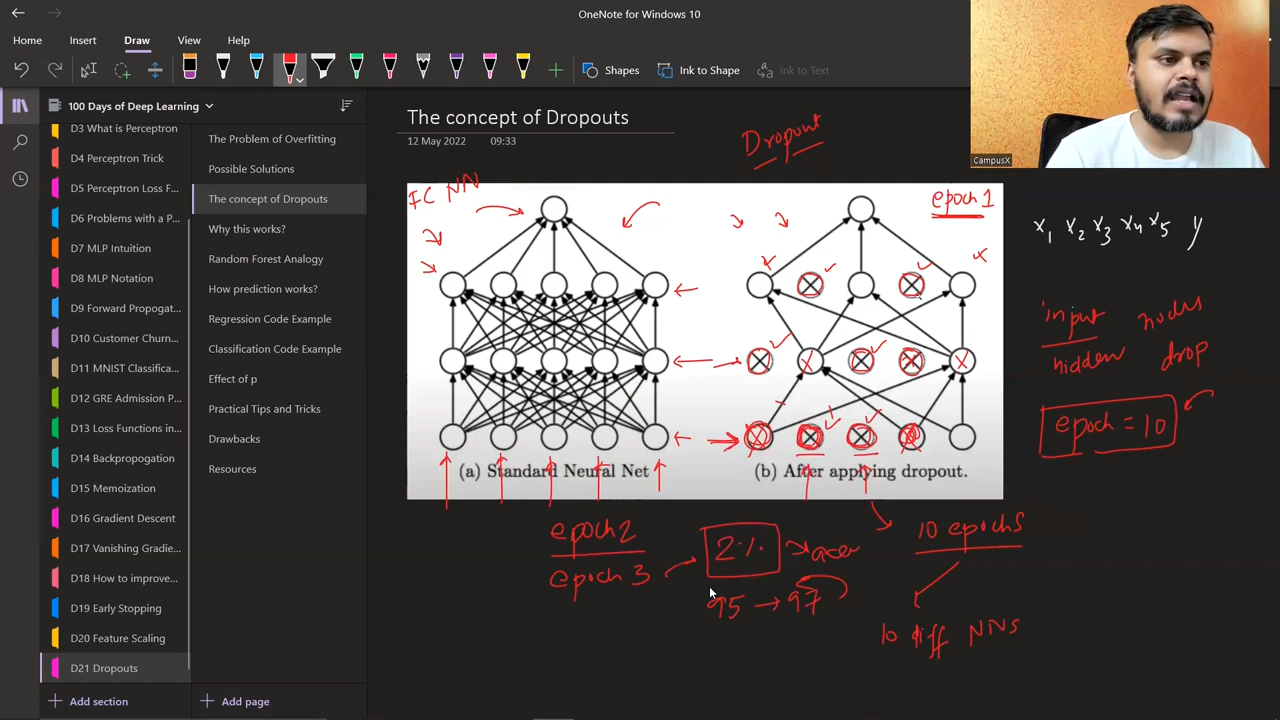 OneNote for Windows 10
Home
Insert
Draw
View
Help
Shapes
Ink to Shape
Ink to Text
100 Days of Deep Learning
D3 What is Perceptron
D4 Perceptron Trick
D5 Perceptron Loss F...
D6 Problems with a P...
D7 MLP Intuition
D8 MLP Notation
D9 Forward Propogat...
D10 Customer Churn...
D11 MNIST Classifica...
D12 GRE Admission P...
D13 Loss Functions in...
D14 Backpropogation
D15 Memoization
D16 Gradient Descent
D17 Vanishing Gradie...
D18 How to improve...
D19 Early Stopping
D20 Feature Scaling
D21 Dropouts
Add section
The Problem of Overfitting
Possible Solutions
The concept of Dropouts
Why this works?
Random Forest Analogy
How prediction works?
Regression Code Example
Classification Code Example
Effect of p
Practical Tips and Tricks
Drawbacks
Resources
Add page
The concept of Dropouts
12 May 2022 09:33
Dropout
CampusX
NN
epoch 1
x1 x2 x3 x4 x5 y
input nodes
hidden drop
epoch = 10
(a) Standard Neural Net
(b) After applying dropout.
epoch 2
epoch 3
2%
95 → 97
10 epochs
10 diff NNs